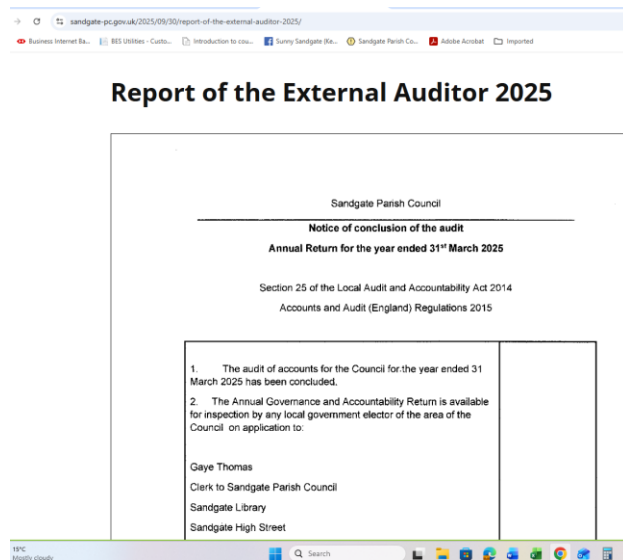 sandgate-pc.gov.uk/2025/09/30/report-of-the-external-auditor-2025/
Business Internet Ba... BES Utilities - Custo... Introduction to cou... Sunny Sandgate (Ke... Sandgate Parish Co... Adobe Acrobat Imported
Report of the External Auditor 2025
Sandgate Parish Council
Notice of conclusion of the audit
Annual Return for the year ended 31st March 2025
Section 25 of the Local Audit and Accountability Act 2014
Accounts and Audit (England) Regulations 2015
1. The audit of accounts for the Council for the year ended 31
March 2025 has been concluded.
2. The Annual Governance and Accountability Return is available
for inspection by any local government elector of the area of the
Council on application to:
Gaye Thomas
Clerk to Sandgate Parish Council
Sandgate Library
Sandgate High Street
15°C
Mostly cloudy
Search